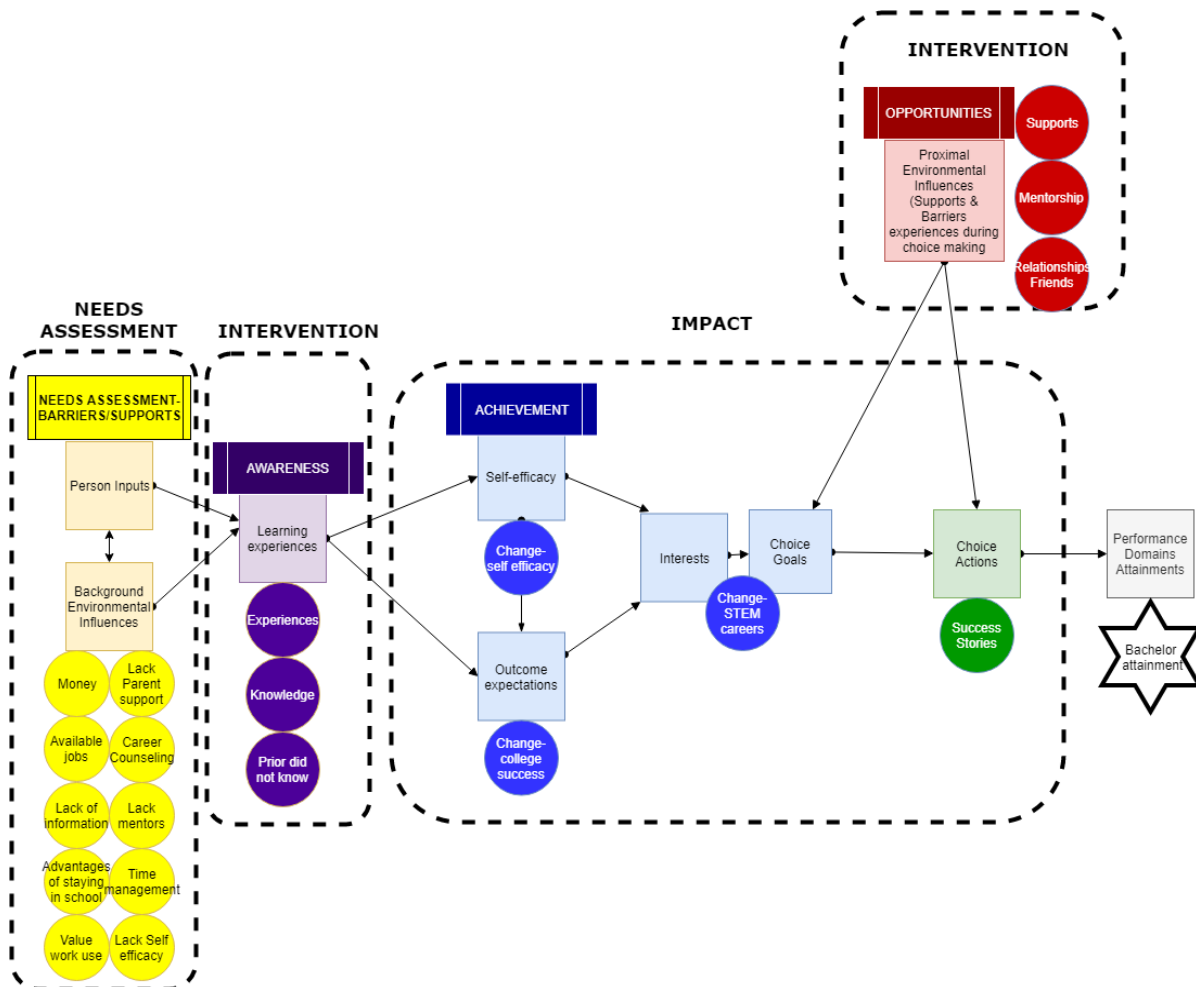 INTERVENTION
OPPORTUNITIES
Proximal
Environmental
Influences
(Supports &
Barriers
experiences during
choice making
Supports
Mentorship
Relationships
Friends
NEEDS
ASSESSMENT
NEEDS ASSESSMENT-
BARRIERS/SUPPORTS
Person Inputs
Background
Environmental
Influences
Money
Lack
Parent
support
Available
jobs
Career
Counseling
Lack of
information
Lack
mentors
Advantages
of staying
in school
Time
management
Value
work use
Lack Self
efficacy
INTERVENTION
AWARENESS
Learning
experiences
Experiences
Knowledge
Prior did
not know
IMPACT
ACHIEVEMENT
Self-efficacy
Change-
self efficacy
Outcome
expectations
Change-
college
success
Interests
Choice
Goals
Change-
STEM
careers
Choice
Actions
Success
Stories
Performance
Domains
Attainments
Bachelor
attainment